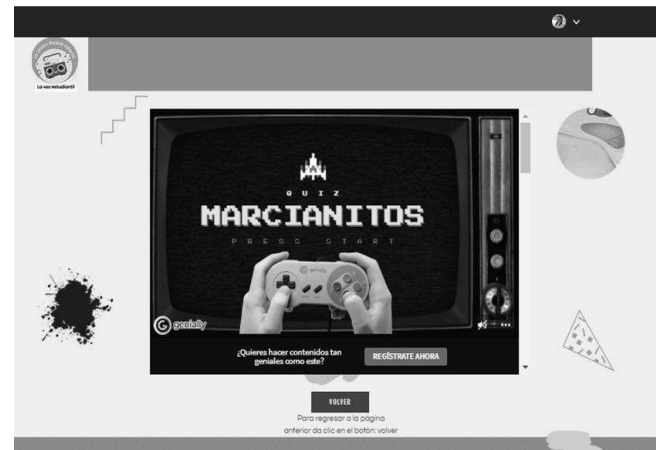 La voz estudiantil
QUIZ
MARCIANITOS
PRESS START
genially
genially
¿Quieres hacer contenidos tan
geniales como este?
REGÍSTRATE AHORA
VOLVER
Para regresar a la página
anterior da clic en el botón: volver